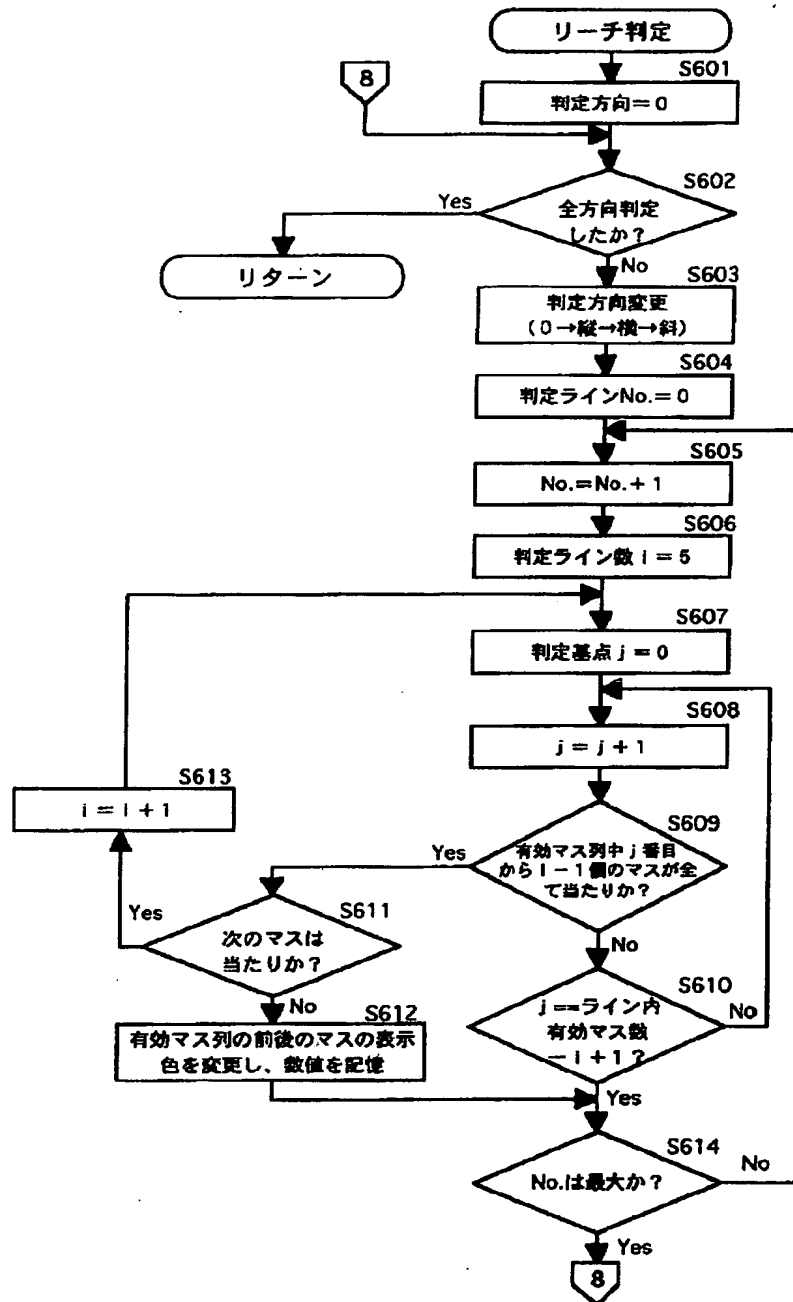 リーチ判定
S601
8
判定方向=0
S602
Yes
全方向判定
したか?
リターン
No
S603
判定方向変更
(0→縦→横→斜)
S604
判定ラインNo.=0
S605
No.=No.+1
S606
判定ライン数i=5
S607
判定基点j=0
S608
j=j+1
S613
i=i+1
S609
Yes
有効マス列中j番目
からi-1個のマスが全
て当たりか?
Yes
S611
次のマスは
当たりか?
No
No
S610
j==ライン内
有効マス数
-i+1?
No
S612
有効マス列の前後のマスの表示
色を変更し、数値を記憶
Yes
S614
No.は最大か?
No
Yes
8